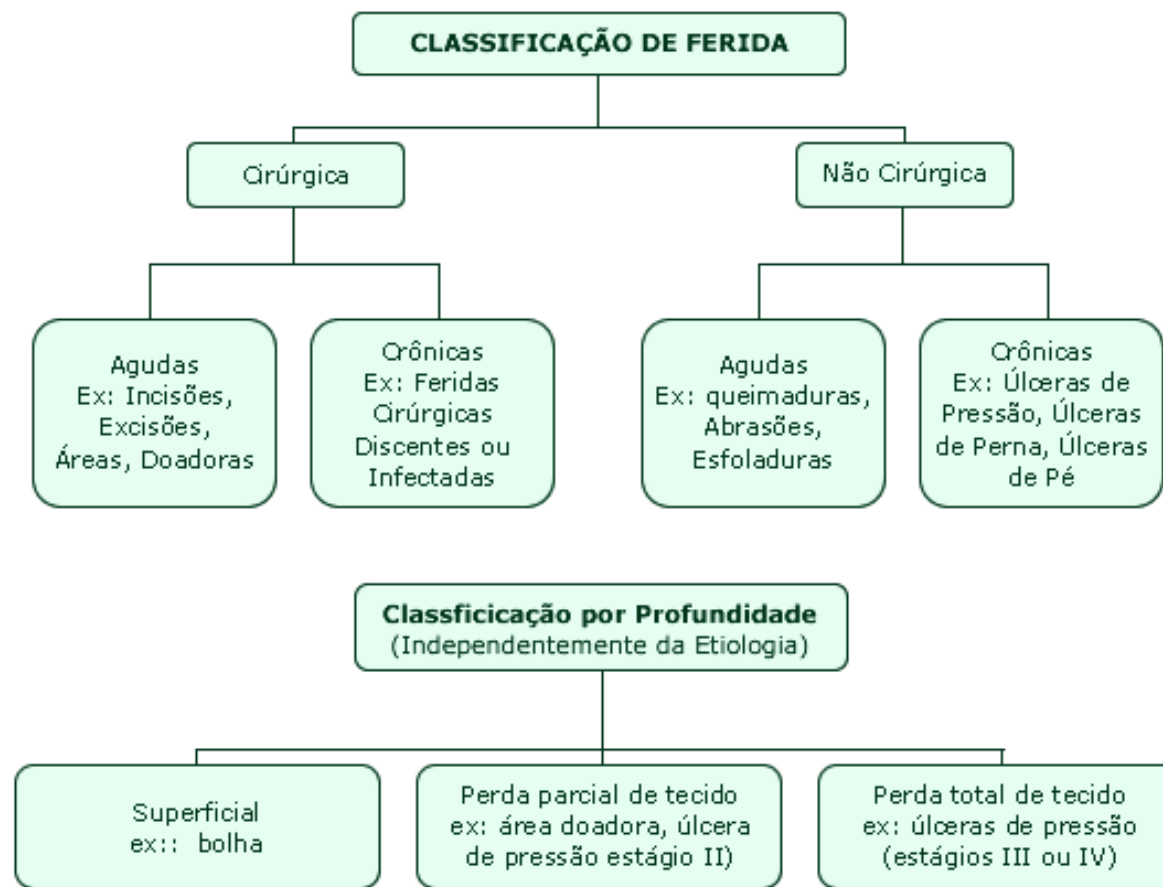 CLASSIFICAÇÃO DE FERIDA
Cirúrgica
Não Cirúrgica
Agudas
Ex: Incisões,
Excisões,
Áreas, Doadoras
Crônicas
Ex: Feridas
Cirúrgicas
Discentes ou
Infectadas
Agudas
Ex: queimaduras,
Abrasões,
Esfoladuras
Crônicas
Ex: Úlceras de
Pressão, Úlceras
de Perna, Úlceras
de Pé
Classficicação por Profundidade
(Independentemente da Etiologia)
Superficial
ex:: bolha
Perda parcial de tecido
ex: área doadora, úlcera
de pressão estágio II)
Perda total de tecido
ex: úlceras de pressão
(estágios III ou IV)